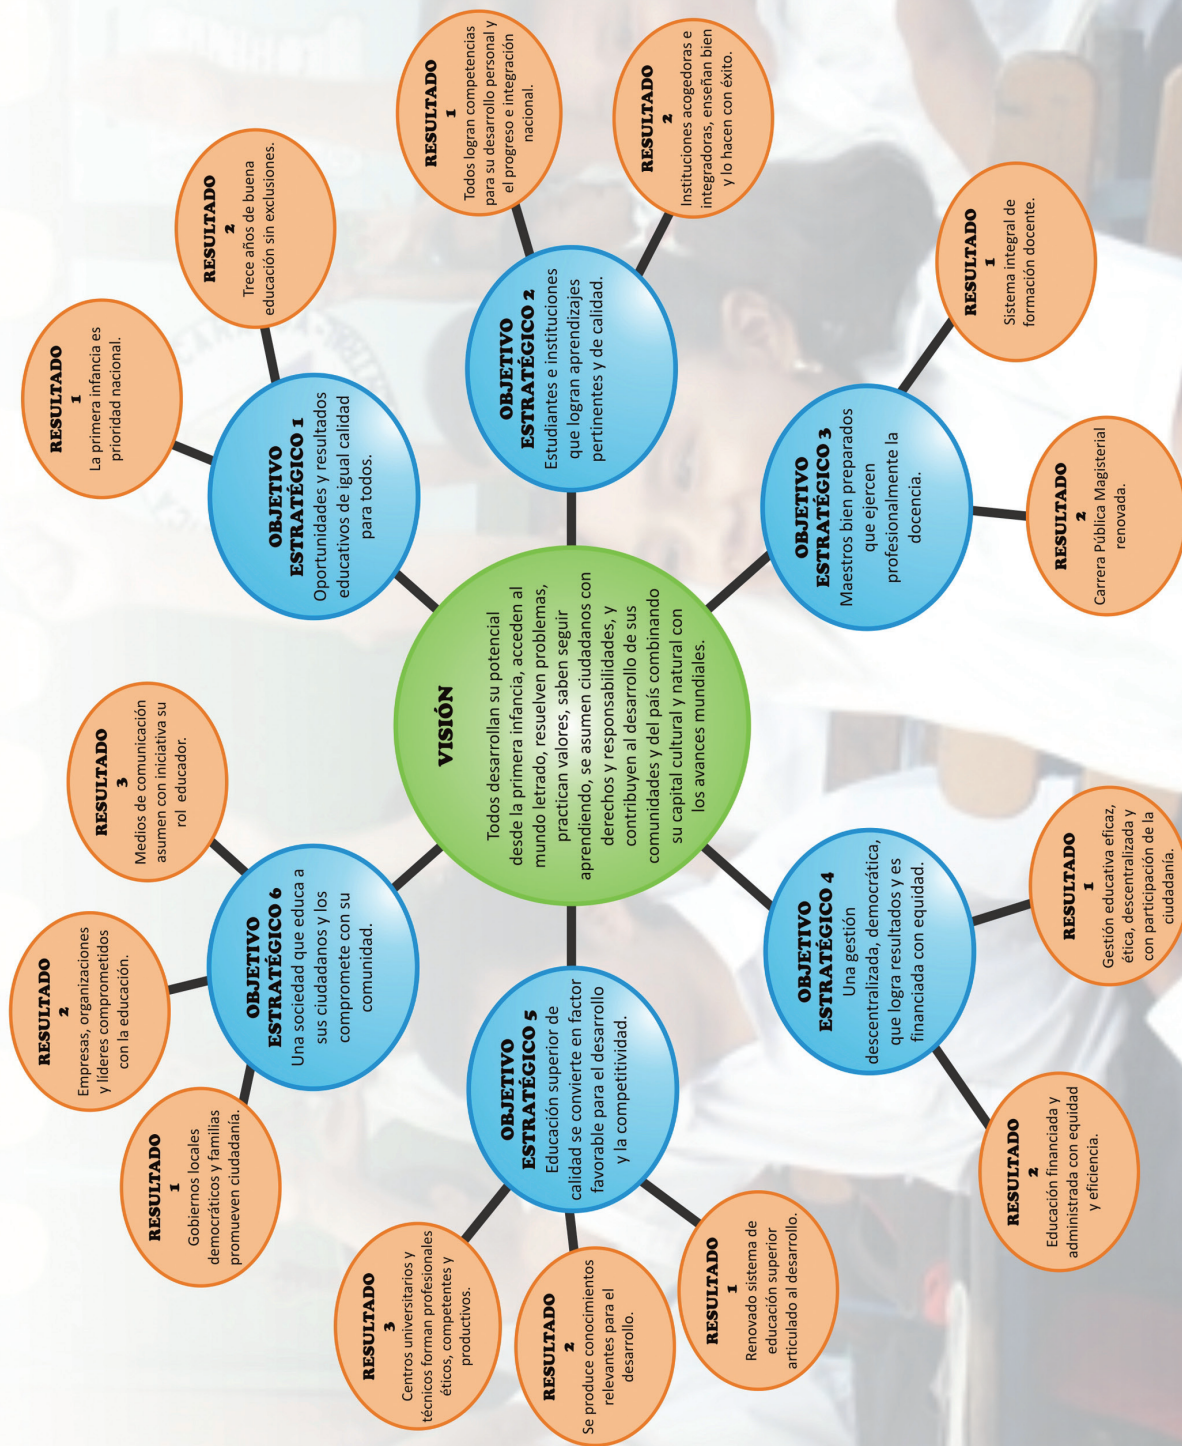 VISIÓN
Todos desarrollan su potencial
desde la primera infancia, acceden al
mundo letrado, resuelven problemas,
practican valores, saben seguir
aprendiendo, se asumen ciudadanos con
derechos y responsabilidades, y
contribuyen al desarrollo de sus
comunidades y del país combinando
su capital cultural y natural con
los avances mundiales.
OBJETIVO
ESTRATÉGICO 1
Oportunidades y resultados
educativos de igual calidad
para todos.
RESULTADO
1
La primera infancia es
prioridad nacional.
RESULTADO
2
Trece años de buena
educación sin exclusiones.
OBJETIVO
ESTRATÉGICO 2
Estudiantes e instituciones
que logran aprendizajes
pertinentes y de calidad.
RESULTADO
1
Todos logran competencias
para su desarrollo personal y
el progreso e integración
nacional.
RESULTADO
2
Instituciones acogedoras e
integradoras, enseñan bien
y lo hacen con éxito.
OBJETIVO
ESTRATÉGICO 3
Maestros bien preparados
que ejercen
profesionalmente la
docencia.
RESULTADO
1
Sistema integral de
formación docente.
RESULTADO
2
Carrera Pública Magisterial
renovada.
OBJETIVO
ESTRATÉGICO 4
Una gestión
descentralizada, democrática,
que logra resultados y es
financiada con equidad.
RESULTADO
1
Gestión educativa eficaz,
ética, descentralizada y
con participación de la
ciudadanía.
RESULTADO
2
Educación financiada y
administrada con equidad
y eficiencia.
OBJETIVO
ESTRATÉGICO 5
Educación superior de
calidad se convierte en factor
favorable para el desarrollo
y la competitividad.
RESULTADO
1
Renovado sistema de
educación superior
articulado al desarrollo.
RESULTADO
2
Se produce conocimientos
relevantes para el
desarrollo.
RESULTADO
3
Centros universitarios y
técnicos forman profesionales
éticos, competentes y
productivos.
OBJETIVO
ESTRATÉGICO 6
Una sociedad que educa a
sus ciudadanos y los
compromete con su
comunidad.
RESULTADO
1
Gobiernos locales
democráticos y familias
promueven ciudadanía.
RESULTADO
2
Empresas, organizaciones
y líderes comprometidos
con la educación.
RESULTADO
3
Medios de comunicación
asumen con iniciativa su
rol educador.